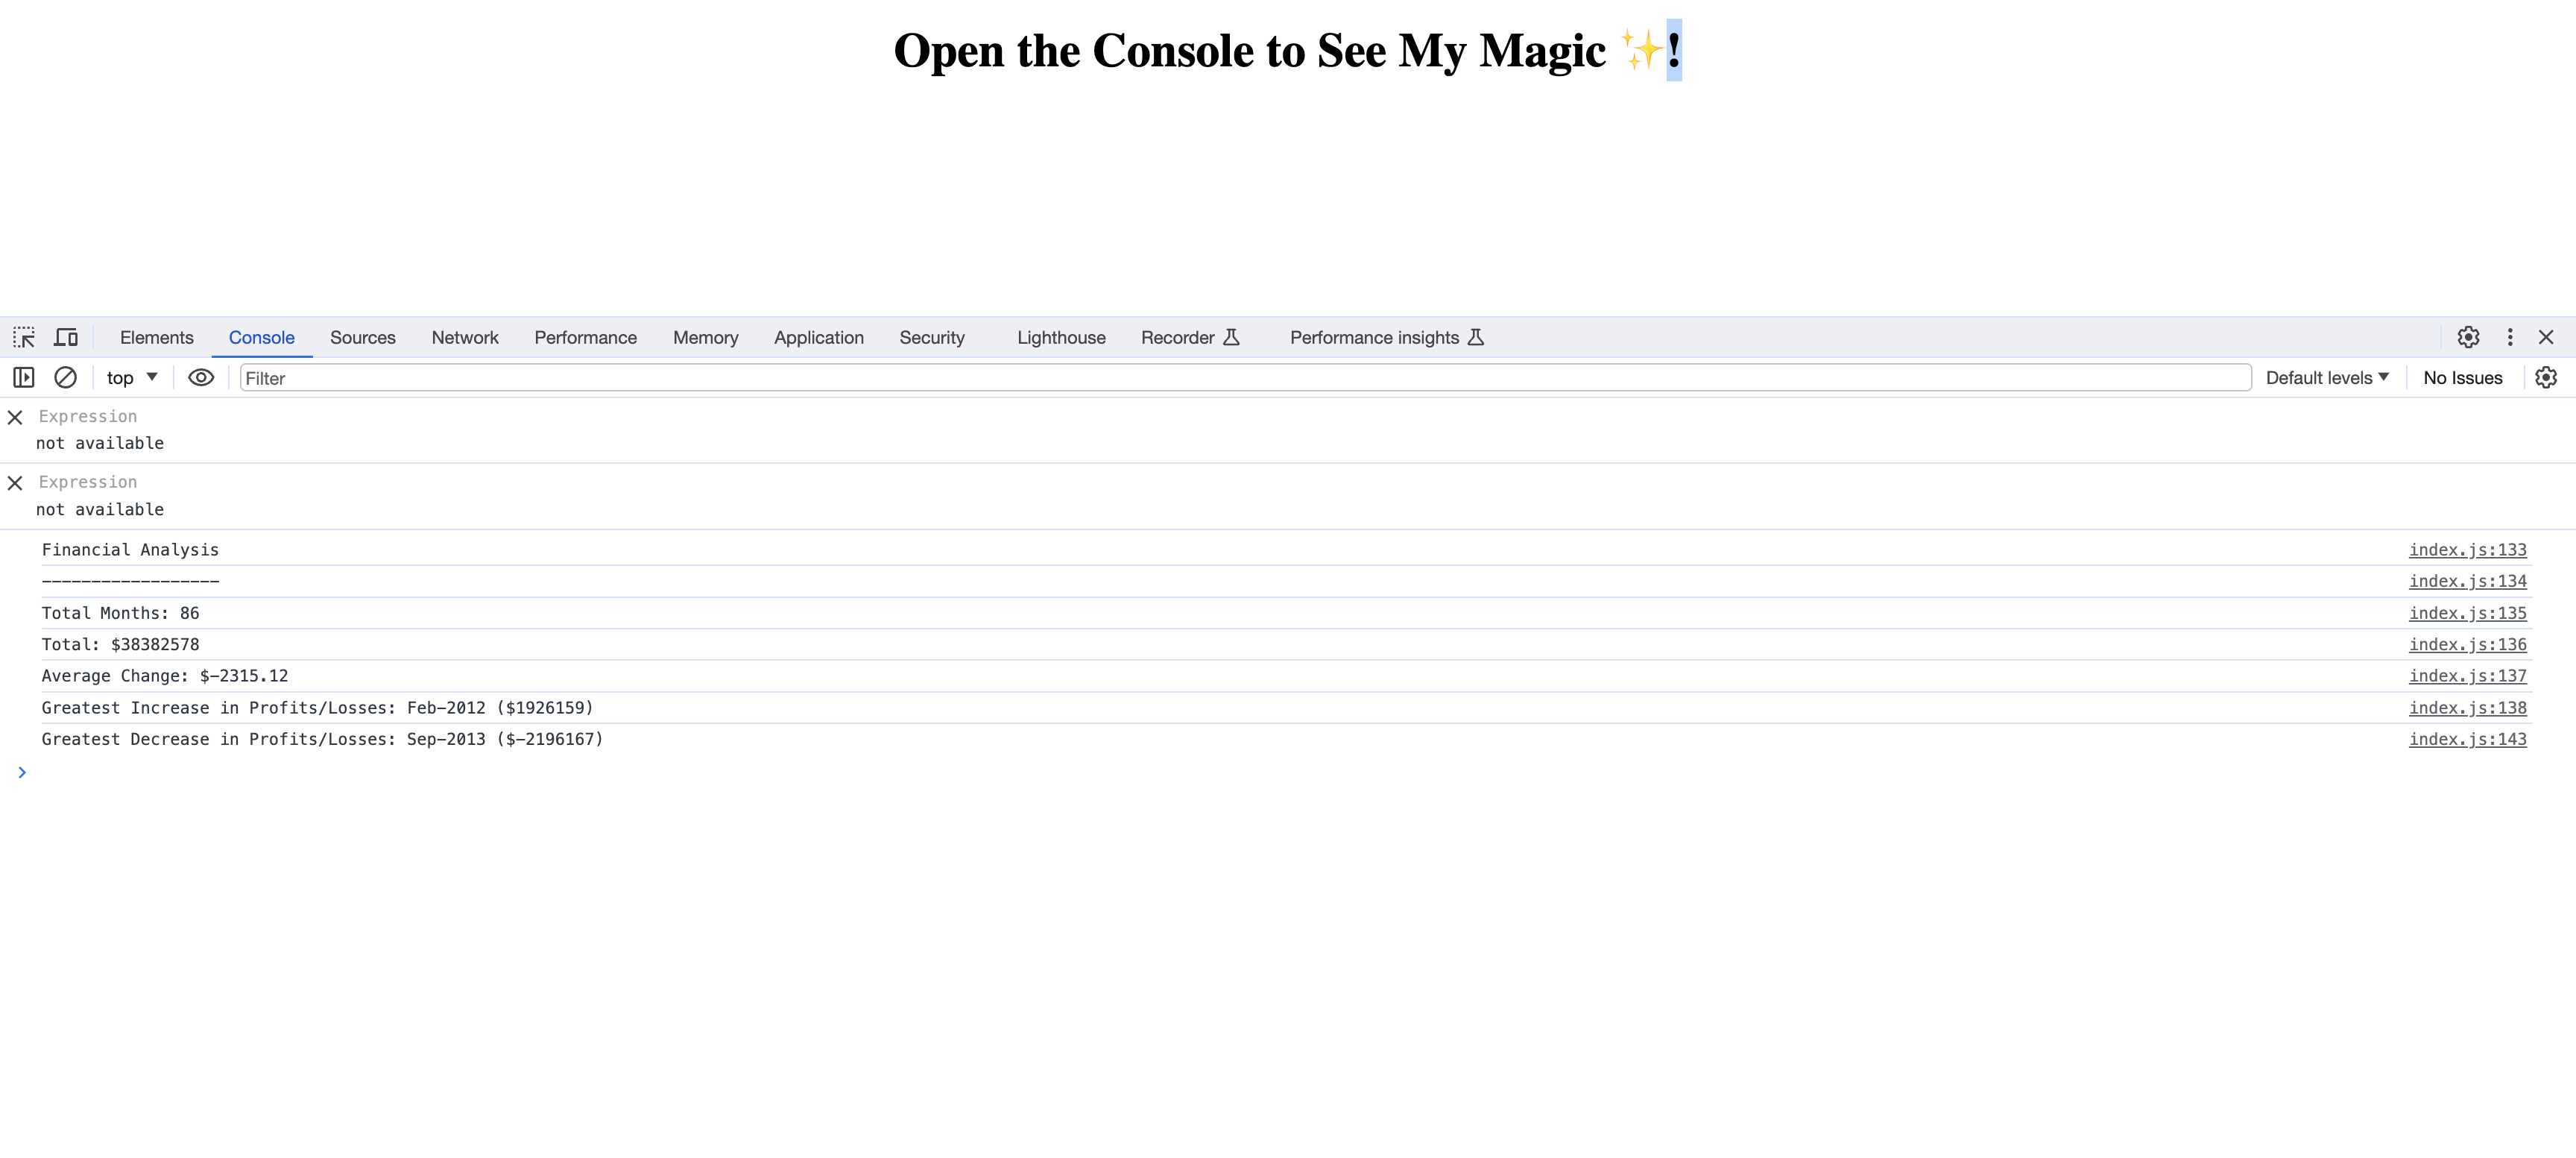 Open the Console to See My Magic ✨!
Elements Console Sources Network Performance Memory Application Security Lighthouse Recorder Performance insights
top Filter Default levels No Issues
Expression
not available
Expression
not available
Financial Analysis index.js:133
------------------ index.js:134
Total Months: 86 index.js:135
Total: $38382578 index.js:136
Average Change: $-2315.12 index.js:137
Greatest Increase in Profits/Losses: Feb-2012 ($1926159) index.js:138
Greatest Decrease in Profits/Losses: Sep-2013 ($-2196167) index.js:143